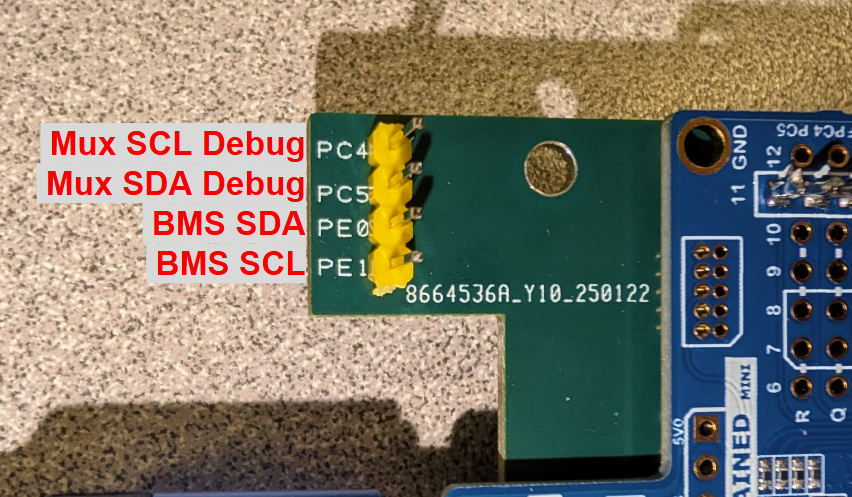 Mux SCL Debug
Mux SDA Debug
BMS SDA
BMS SCL
PC4
PC5
PE0
PE1
8664536A_Y10_250122
GND
PC4 PC5
12
11
10
9
8
7
6
R
Q
MINI
5V0